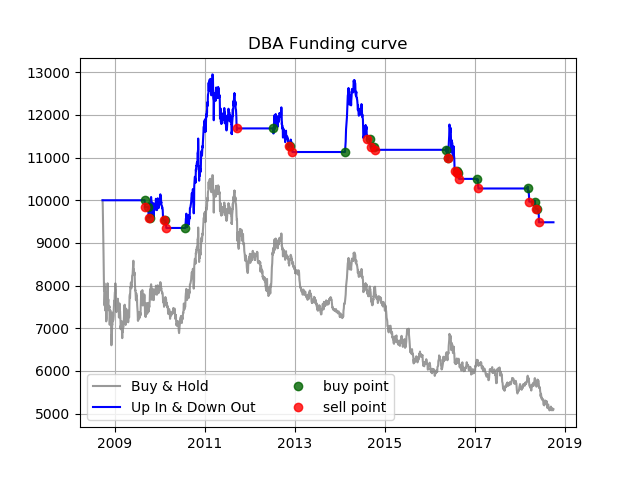 DBA Funding curve
13000
12000
11000
10000
9000
8000
7000
6000
5000
Buy & Hold
Up In & Down Out
buy point
sell point
2009 2011 2013 2015 2017 2019